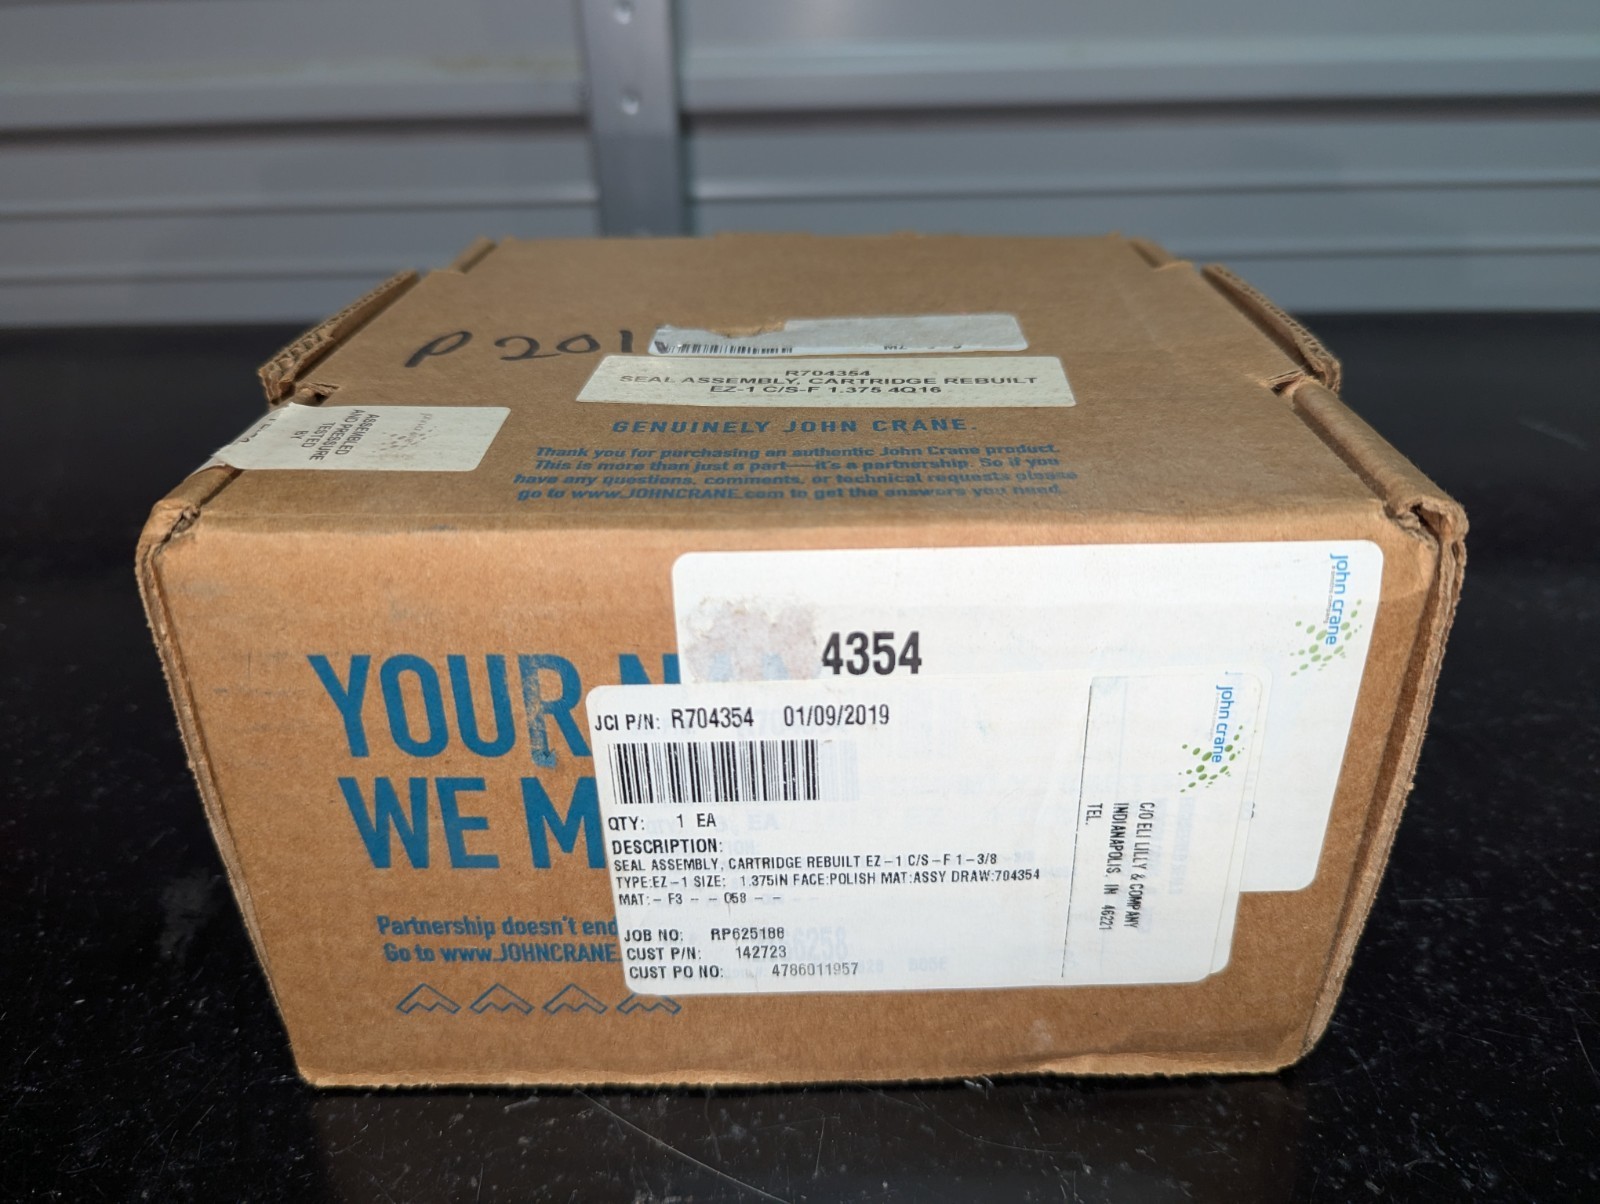 P 201
R704354
SEAL ASSEMBLY, CARTRIDGE REBUILT
EZ-1 C/S-F 1.375 4Q16
ASSEMBLED
AND PRESSURE
TESTED
BY
GENUINELY JOHN CRANE.
Thank you for purchasing an authentic John Crane product.
This is more than just a part—it's a partnership. So if you
have any questions, comments, or technical requests please
go to www.JOHNCRANE.com to get the answers you need.
john crane
4354
YOUR
WE M
Partnership doesn't end
Go to www.JOHNCRANE
JCI P/N: R704354 01/09/2019
QTY: 1 EA
DESCRIPTION:
SEAL ASSEMBLY, CARTRIDGE REBUILT EZ-1 C/S-F 1-3/8
TYPE:EZ-1 SIZE: 1.375IN FACE:POLISH MAT:ASSY DRAW:704354
MAT:- F3 - - 058 - -
JOB NO: RP625188
CUST P/N: 142723
CUST PO NO: 4786011957
john crane
C/O ELI LILLY & COMPANY
INDIANAPOLIS, IN 46221
TEL.